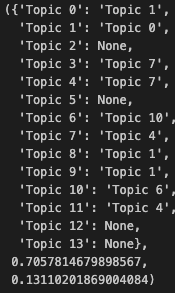 ({'Topic 0': 'Topic 1',
'Topic 1': 'Topic 0',
'Topic 2': None,
'Topic 3': 'Topic 7',
'Topic 4': 'Topic 7',
'Topic 5': None,
'Topic 6': 'Topic 10',
'Topic 7': 'Topic 4',
'Topic 8': 'Topic 1',
'Topic 9': 'Topic 1',
'Topic 10': 'Topic 6',
'Topic 11': 'Topic 4',
'Topic 12': None,
'Topic 13': None},
0.7057814679898567,
0.13110201869004084)